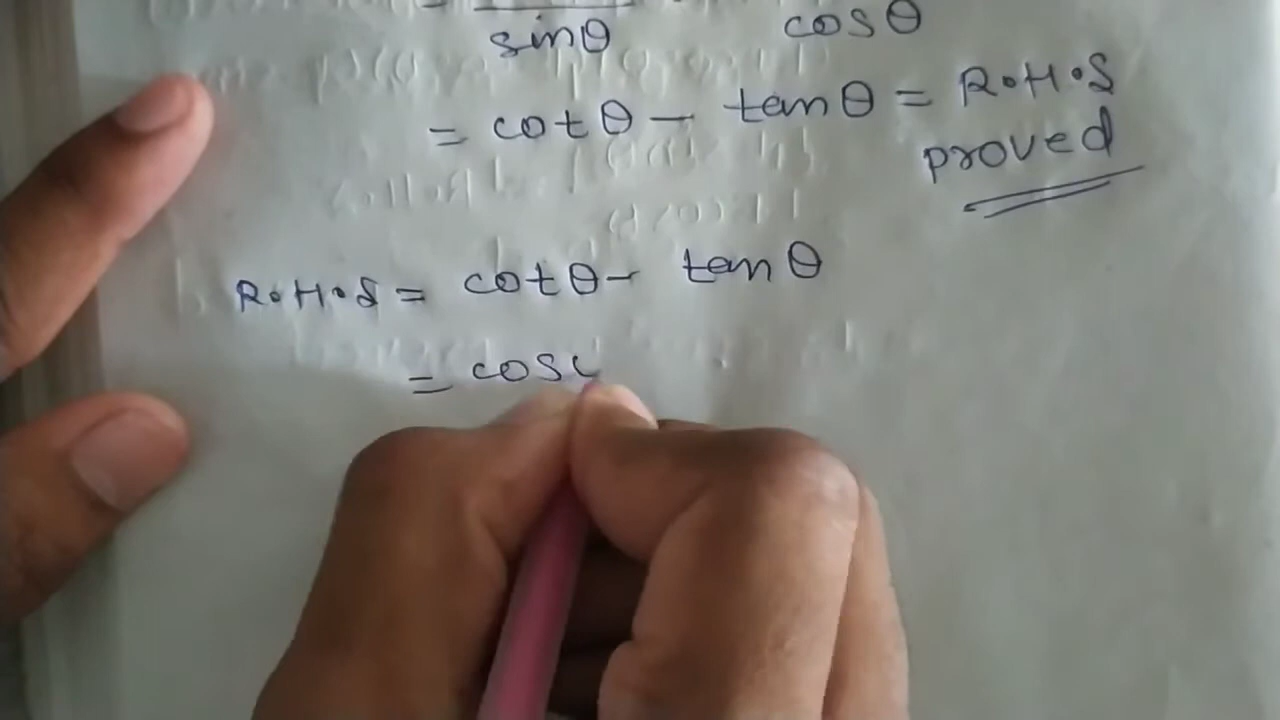 = sinθ cosθ
= cotθ - tanθ = R.H.S
proved
R.H.S = cotθ - tanθ
= cos